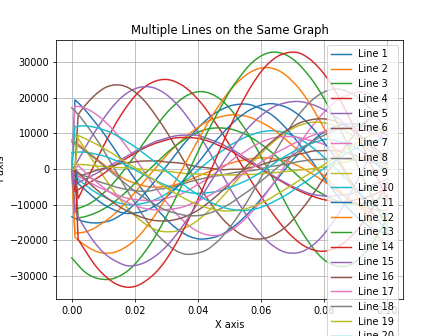 Multiple Lines on the Same Graph
30000
20000
10000
0
-10000
-20000
-30000
axis
0.00
0.02
0.04
0.06
0.08
X axis
Line 1
Line 2
Line 3
Line 4
Line 5
Line 6
Line 7
Line 8
Line 9
Line 10
Line 11
Line 12
Line 13
Line 14
Line 15
Line 16
Line 17
Line 18
Line 19
Line 20